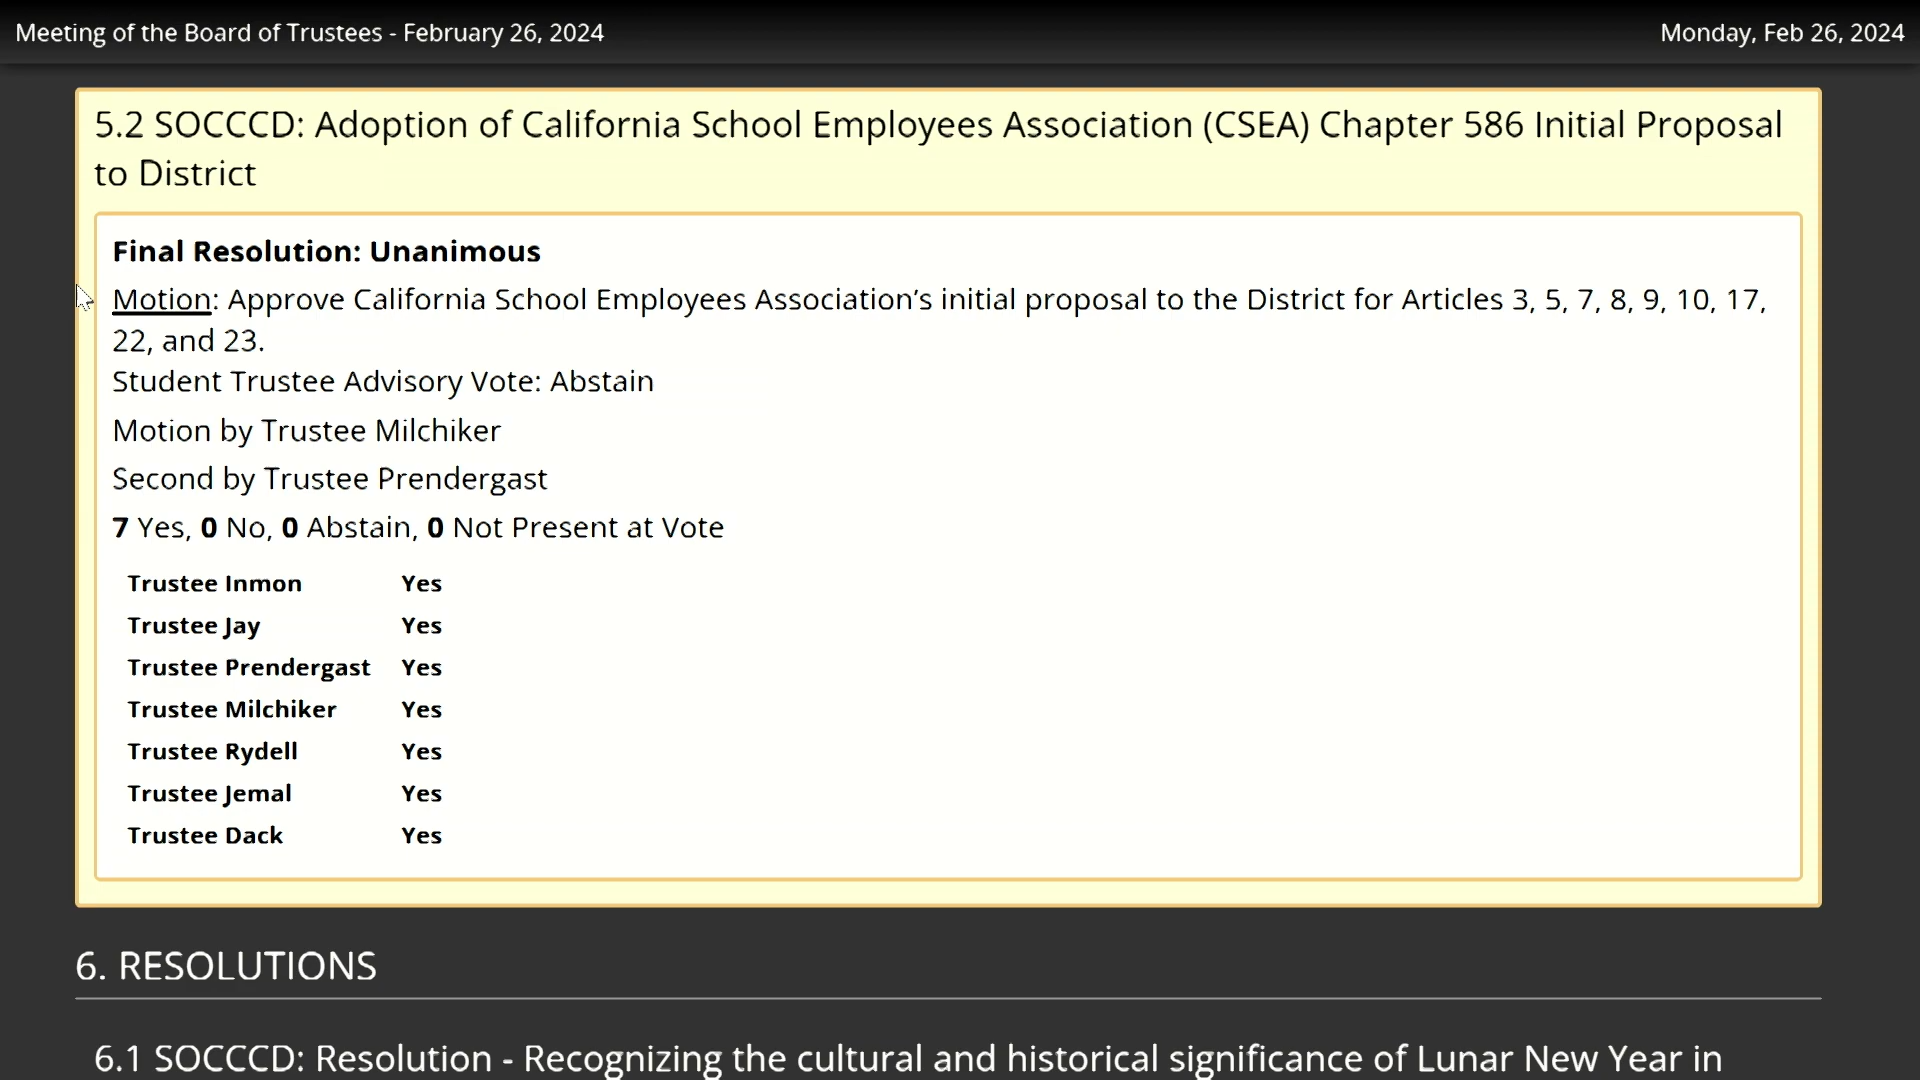 Meeting of the Board of Trustees - February 26, 2024
Monday, Feb 26, 2024
5.2 SOCCCD: Adoption of California School Employees Association (CSEA) Chapter 586 Initial Proposal
to District
Final Resolution: Unanimous
Motion: Approve California School Employees Association’s initial proposal to the District for Articles 3, 5, 7, 8, 9, 10, 17,
22, and 23.
Student Trustee Advisory Vote: Abstain
Motion by Trustee Milchiker
Second by Trustee Prendergast
7 Yes, 0 No, 0 Abstain, 0 Not Present at Vote
Trustee Inmon Yes
Trustee Jay Yes
Trustee Prendergast Yes
Trustee Milchiker Yes
Trustee Rydell Yes
Trustee Jemal Yes
Trustee Dack Yes
6. RESOLUTIONS
6.1 SOCCCD: Resolution - Recognizing the cultural and historical significance of Lunar New Year in